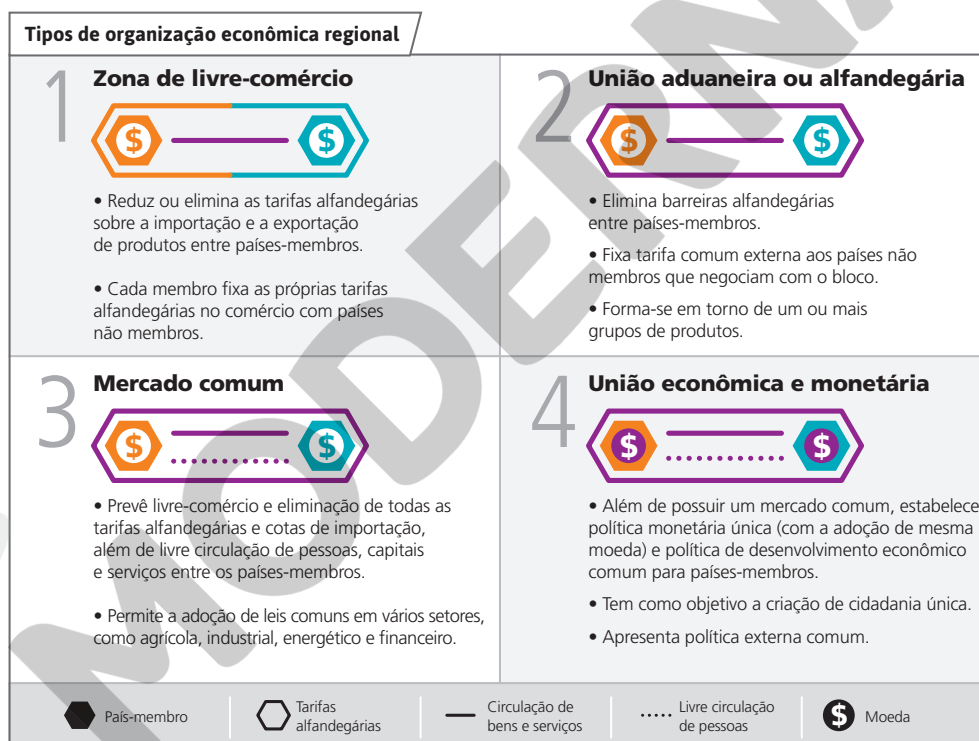 Tipos de organização econômica regional
1
Zona de livre-comércio
$ $
• Reduz ou elimina as tarifas alfandegárias
sobre a importação e a exportação
de produtos entre países-membros.
• Cada membro fixa as próprias tarifas
alfandegárias no comércio com países
não membros.
2
União aduaneira ou alfandegária
$ $
• Elimina barreiras alfandegárias
entre países-membros.
• Fixa tarifa comum externa aos países não
membros que negociam com o bloco.
• Forma-se em torno de um ou mais
grupos de produtos.
3
Mercado comum
$ $
• Prevê livre-comércio e eliminação de todas as
tarifas alfandegárias e cotas de importação,
além de livre circulação de pessoas, capitais
e serviços entre os países-membros.
• Permite a adoção de leis comuns em vários setores,
como agrícola, industrial, energético e financeiro.
4
União econômica e monetária
$ $
• Além de possuir um mercado comum, estabelece
política monetária única (com a adoção de mesma
moeda) e política de desenvolvimento econômico
comum para países-membros.
• Tem como objetivo a criação de cidadania única.
• Apresenta política externa comum.
País-membro
Tarifas
alfandegárias
Circulação de
bens e serviços
Livre circulação
de pessoas
$ Moeda
MODERNA